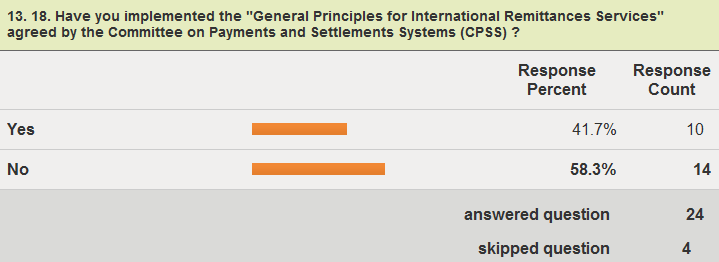 13. 18. Have you implemented the "General Principles for International Remittances Services"
agreed by the Committee on Payments and Settlements Systems (CPSS) ?
Response Percent Response Count
Yes 41.7% 10
No 58.3% 14
answered question 24
skipped question 4